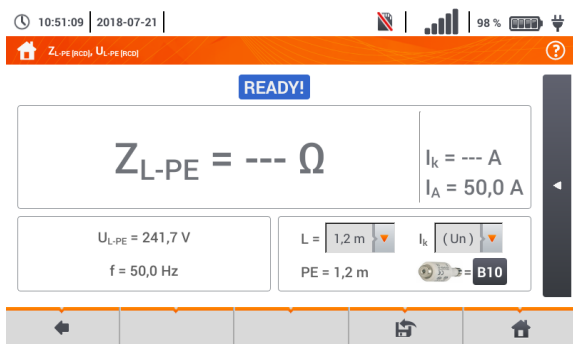 10:51:09 2018-07-21 98 %
ZL-PE [RCD], UL-PE [RCD] ?
READY!
ZL-PE = --- Ω
Ik = --- A
IA = 50,0 A
UL-PE = 241,7 V
f = 50,0 Hz
L = 1,2 m Ik (Un)
PE = 1,2 m = B10